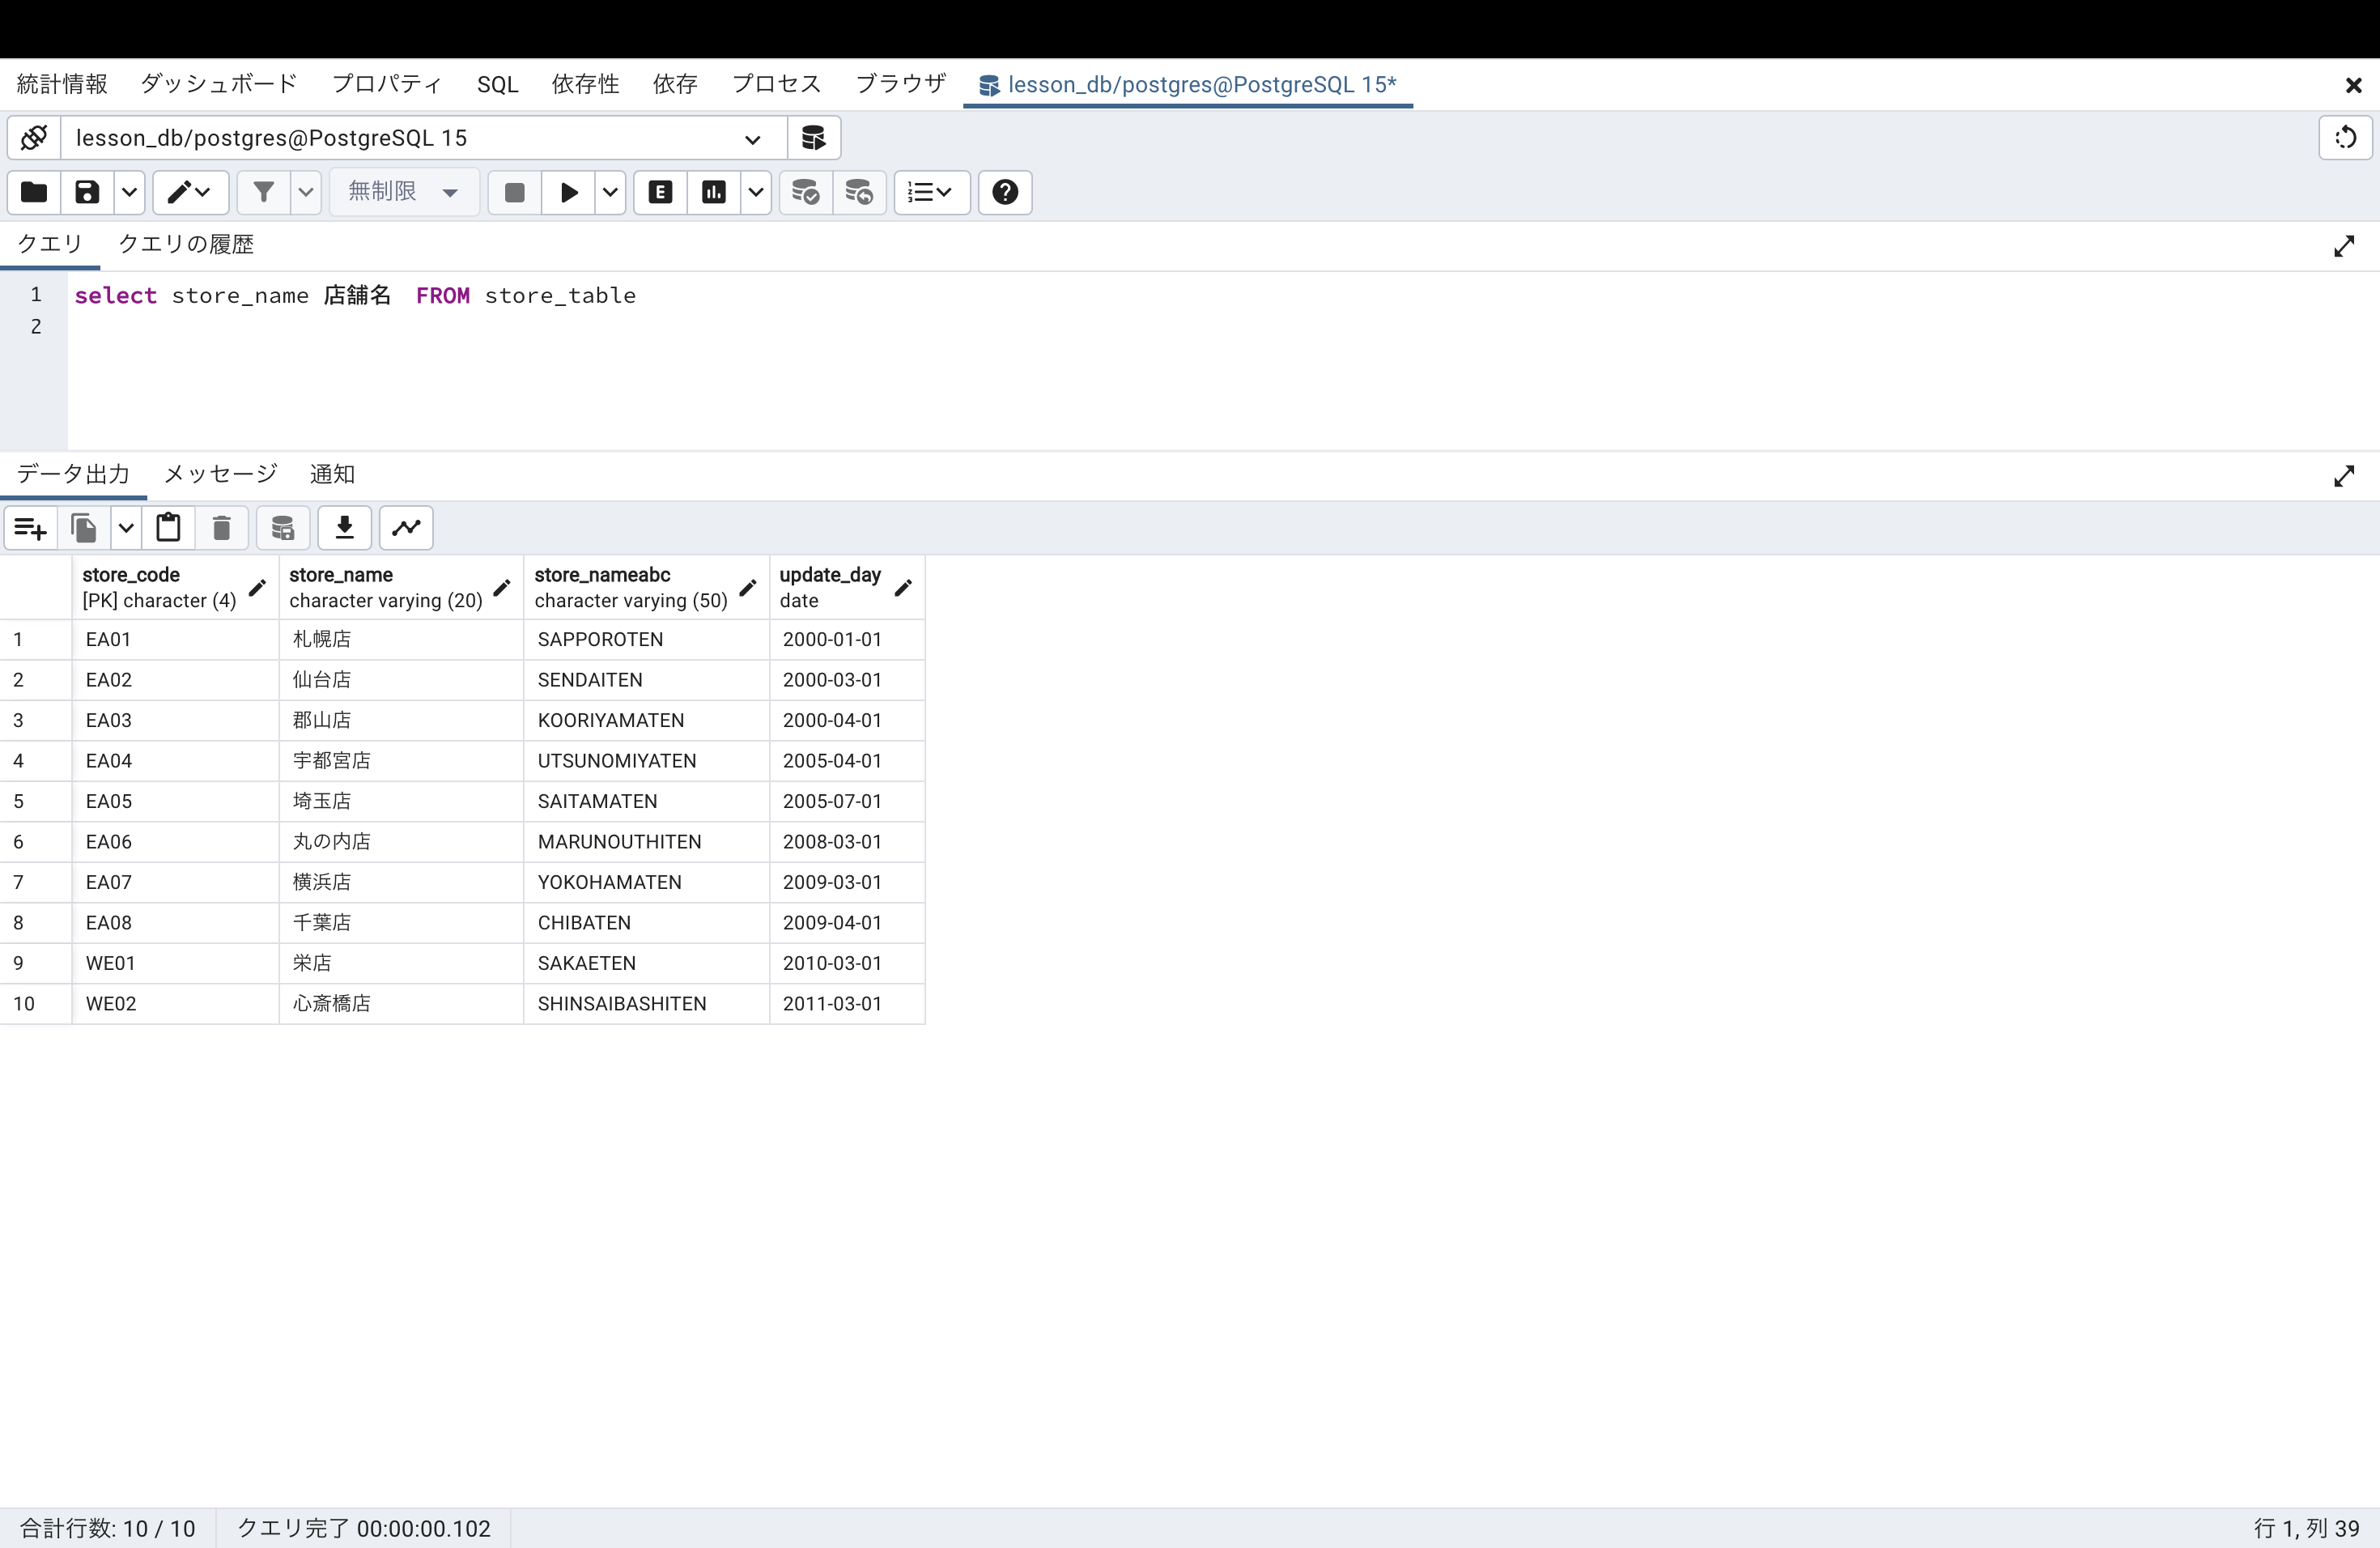 統計情報 ダッシュボード プロパティ SQL 依存性 依存 プロセス ブラウザ lesson_db/postgres@PostgreSQL 15*
lesson_db/postgres@PostgreSQL 15
無制限 E
クエリ クエリの履歴
1 select store_name 店舗名 FROM store_table
2
データ出力 メッセージ 通知
store_code store_name store_nameabc update_day
[PK] character (4) character varying (20) character varying (50) date
1 EA01 札幌店 SAPPOROTEN 2000-01-01
2 EA02 仙台店 SENDAITEN 2000-03-01
3 EA03 郡山店 KOORIYAMATEN 2000-04-01
4 EA04 宇都宮店 UTSUNOMIYATEN 2005-04-01
5 EA05 埼玉店 SAITAMATEN 2005-07-01
6 EA06 丸の内店 MARUNOUTHITEN 2008-03-01
7 EA07 横浜店 YOKOHAMATEN 2009-03-01
8 EA08 千葉店 CHIBATEN 2009-04-01
9 WE01 栄店 SAKAETEN 2010-03-01
10 WE02 心斎橋店 SHINSAIBASHITEN 2011-03-01
合計行数: 10 / 10 クエリ完了 00:00:00.102 行 1, 列 39